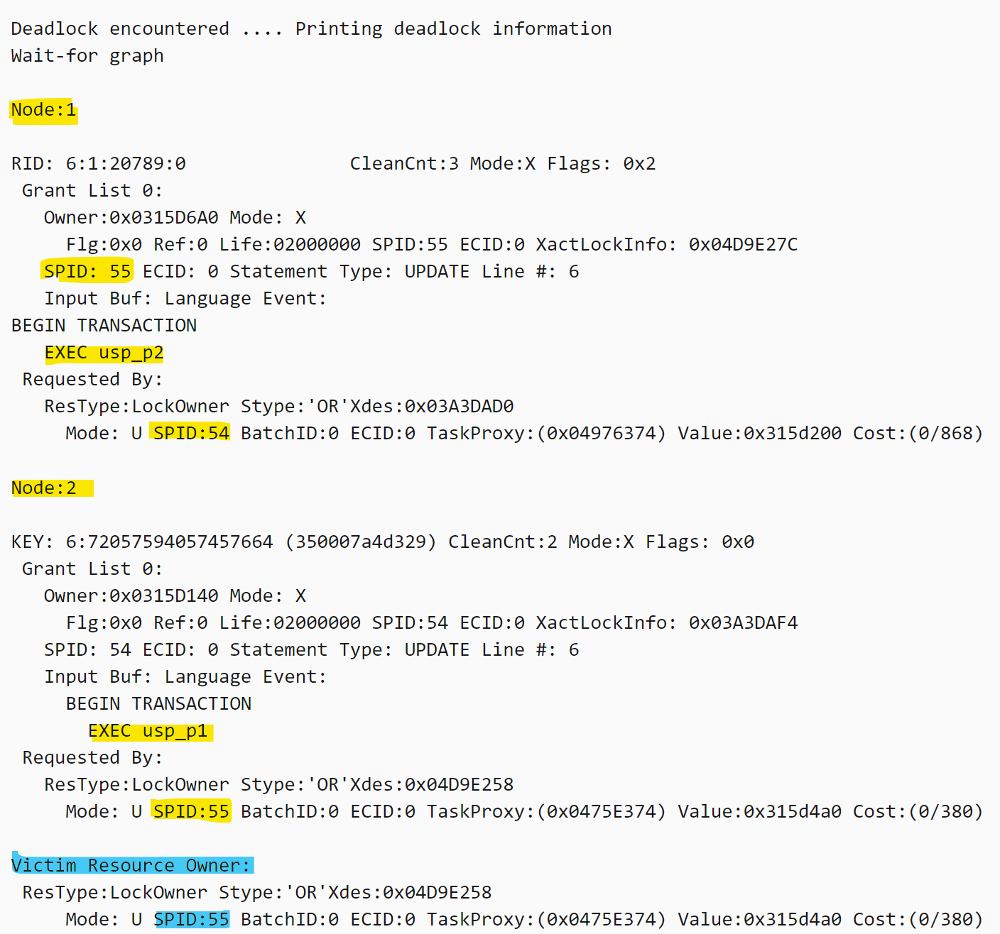 Deadlock encountered .... Printing deadlock information
Wait-for graph
Node:1
RID: 6:1:20789:0 CleanCnt:3 Mode:X Flags: 0x2
Grant List 0:
Owner:0x0315D6A0 Mode: X
Flg:0x0 Ref:0 Life:02000000 SPID:55 ECID:0 XactLockInfo: 0x04D9E27C
SPID: 55 ECID: 0 Statement Type: UPDATE Line #: 6
Input Buf: Language Event:
BEGIN TRANSACTION
EXEC usp_p2
Requested By:
ResType:LockOwner Stype:'OR'Xdes:0x03A3DAD0
Mode: U SPID:54 BatchID:0 ECID:0 TaskProxy:(0x04976374) Value:0x315d200 Cost:(0/868)
Node:2
KEY: 6:72057594057457664 (350007a4d329) CleanCnt:2 Mode:X Flags: 0x0
Grant List 0:
Owner:0x0315D140 Mode: X
Flg:0x0 Ref:0 Life:02000000 SPID:54 ECID:0 XactLockInfo: 0x03A3DAF4
SPID: 54 ECID: 0 Statement Type: UPDATE Line #: 6
Input Buf: Language Event:
BEGIN TRANSACTION
EXEC usp_p1
Requested By:
ResType:LockOwner Stype:'OR'Xdes:0x04D9E258
Mode: U SPID:55 BatchID:0 ECID:0 TaskProxy:(0x0475E374) Value:0x315d4a0 Cost:(0/380)
Victim Resource Owner:
ResType:LockOwner Stype:'OR'Xdes:0x04D9E258
Mode: U SPID:55 BatchID:0 ECID:0 TaskProxy:(0x0475E374) Value:0x315d4a0 Cost:(0/380)